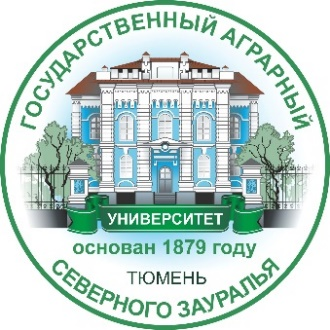 ГОСУДАРСТВЕННЫЙ АГРАРНЫЙ
УНИВЕРСИТЕТ
основан 1879 году
ТЮМЕНЬ
СЕВЕРНОГО ЗАУРАЛЬЯ